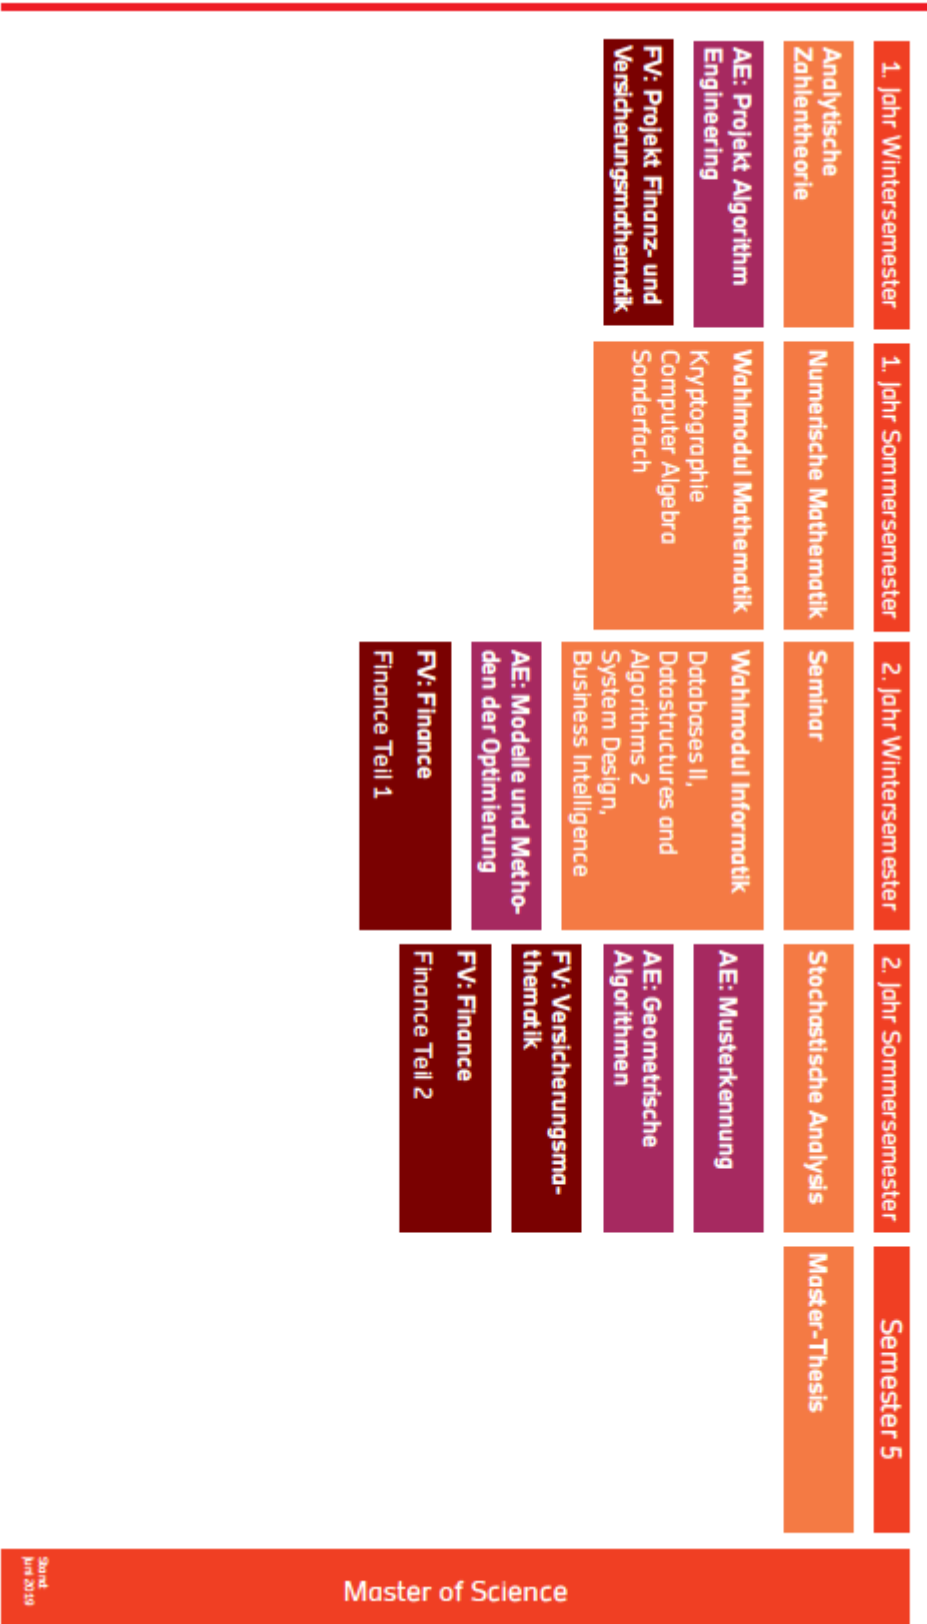 1. Jahr Wintersemester
Analytische
Zahlentheorie
AE: Projekt Algorithm
Engineering
FV: Projekt Finanz- und
Versicherungsmathematik
1. Jahr Sommersemester
Numerische Mathematik
Wahlmodul Mathematik
Kryptographie
Computer Algebra
Sonderfach
2. Jahr Wintersemester
Seminar
Wahlmodul Informatik
Databases II,
Datastructures and
Algorithms 2
System Design,
Business Intelligence
AE: Modelle und Metho-
den der Optimierung
FV: Finance
Finance Teil 1
2. Jahr Sommersemester
Stochastische Analysis
AE: Musterkennung
AE: Geometrische
Algorithmen
FV: Versicherungsma-
thematik
FV: Finance
Finance Teil 2
Semester 5
Master-Thesis
Master of Science
Stand:
Juni 2019